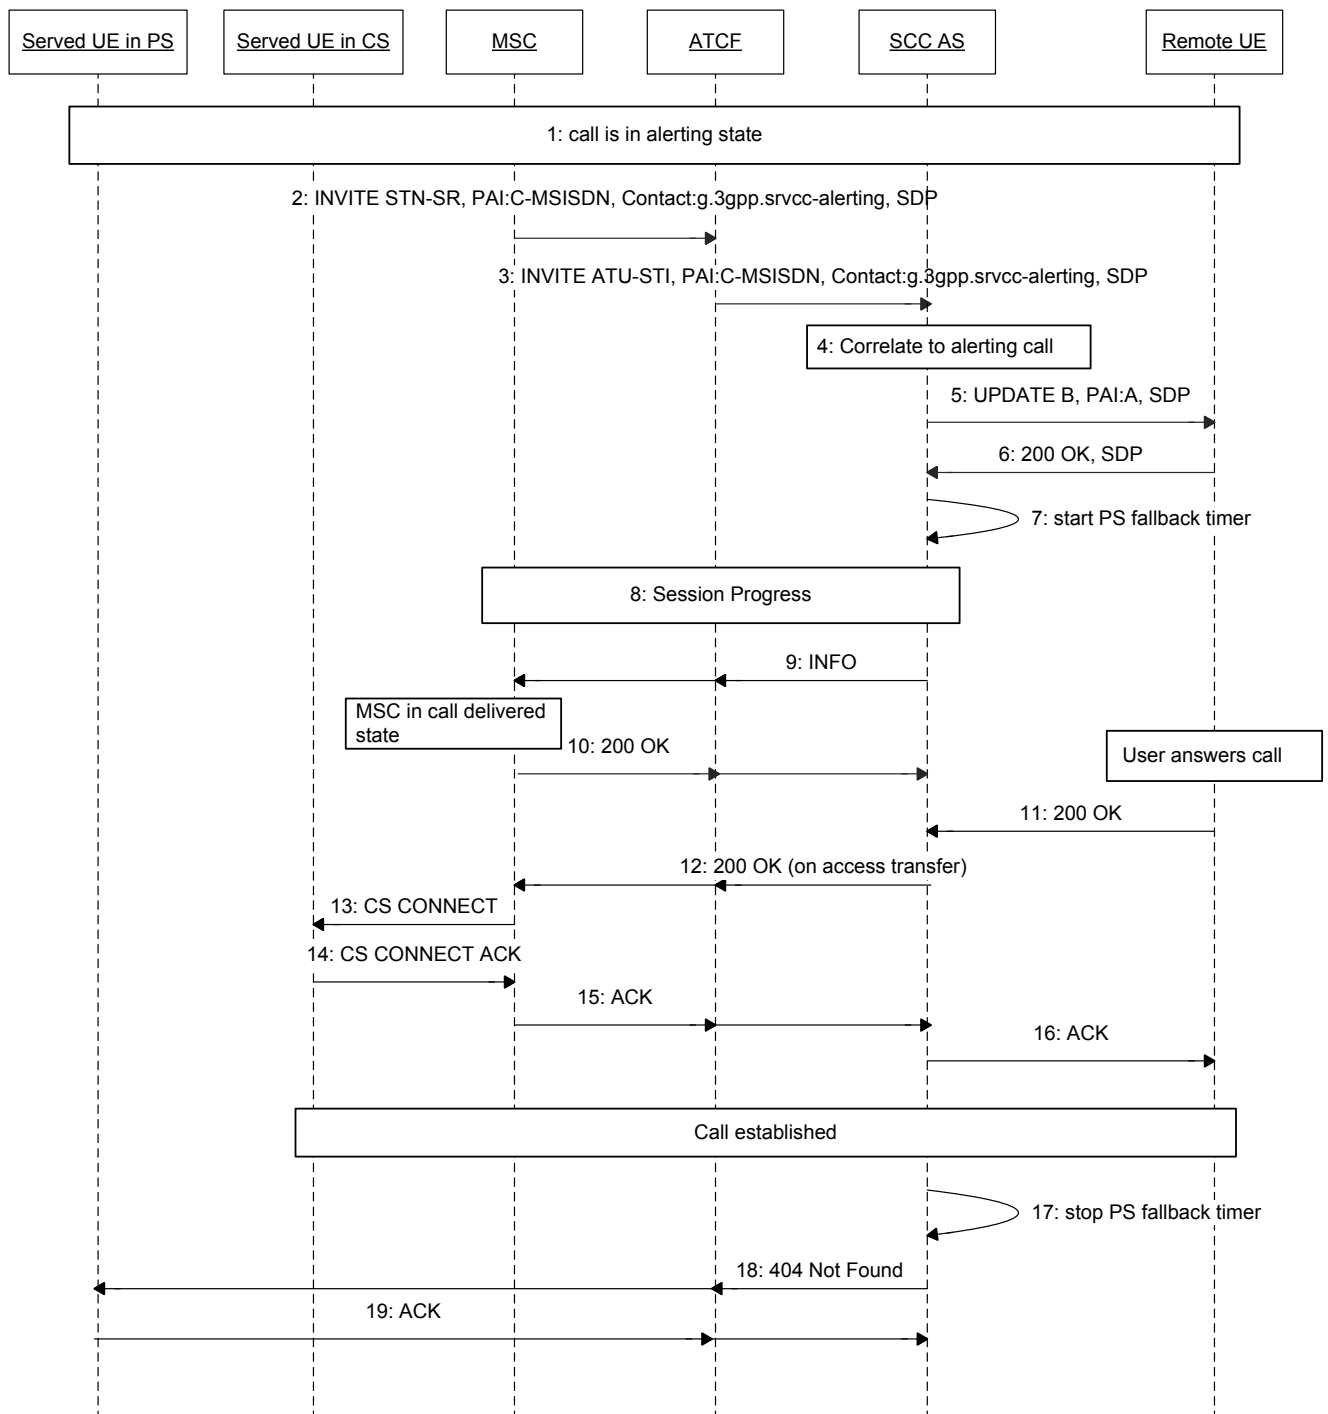 Served UE in PS
Served UE in CS
MSC
ATCF
SCC AS
Remote UE
1: call is in alerting state
2: INVITE STN-SR, PAI:C-MSISDN, Contact:g.3gpp.srvcc-alerting, SDP
3: INVITE ATU-STI, PAI:C-MSISDN, Contact:g.3gpp.srvcc-alerting, SDP
4: Correlate to alerting call
5: UPDATE B, PAI:A, SDP
6: 200 OK, SDP
7: start PS fallback timer
8: Session Progress
9: INFO
MSC in call delivered
state
10: 200 OK
User answers call
11: 200 OK
12: 200 OK (on access transfer)
13: CS CONNECT
14: CS CONNECT ACK
15: ACK
16: ACK
Call established
17: stop PS fallback timer
18: 404 Not Found
19: ACK